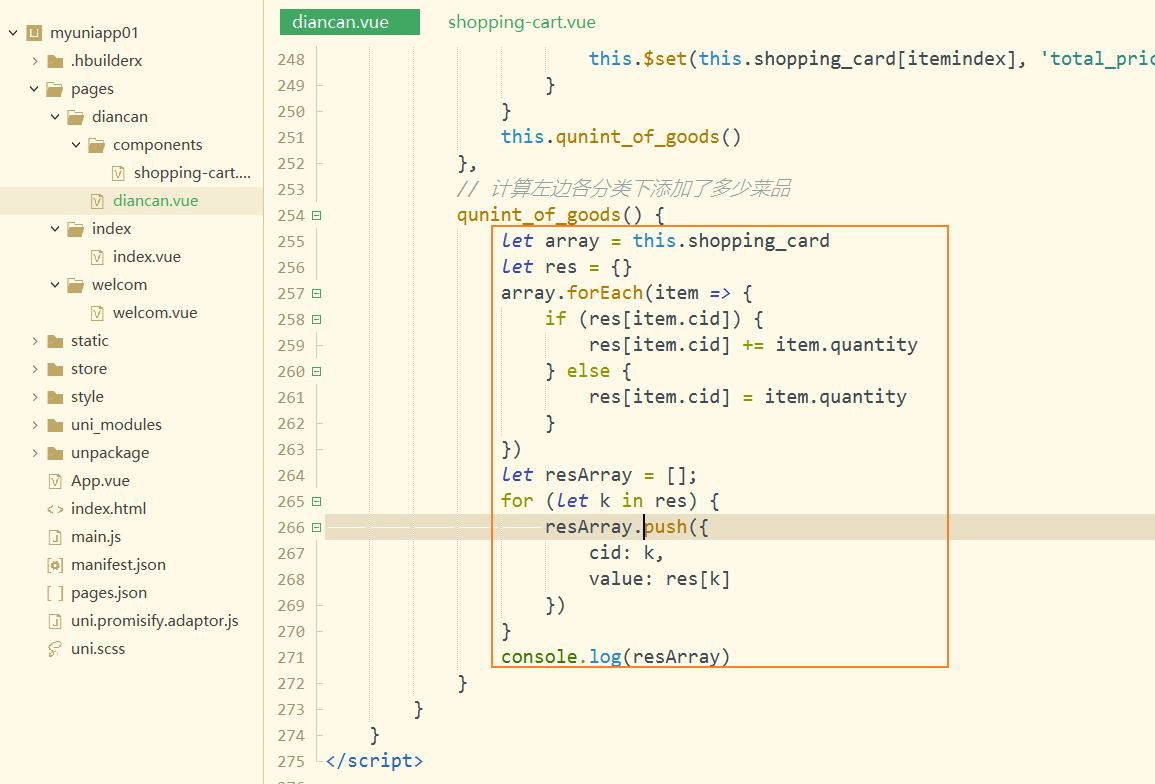 myuniapp01
.hbuilderx
pages
diancan
components
shopping-cart....
diancan.vue
index
index.vue
welcom
welcom.vue
static
store
style
uni_modules
unpackage
App.vue
index.html
main.js
manifest.json
pages.json
uni.promisify.adaptor.js
uni.scss
diancan.vue shopping-cart.vue
248 this.$set(this.shopping_card[itemindex], 'total_pric
249 }
250 }
251 this.qunint_of_goods()
252 },
253 // 计算左边各分类下添加了多少菜品
254 qunint_of_goods() {
255 let array = this.shopping_card
256 let res = {}
257 array.forEach(item => {
258 if (res[item.cid]) {
259 res[item.cid] += item.quantity
260 } else {
261 res[item.cid] = item.quantity
262 }
263 })
264 let resArray = [];
265 for (let k in res) {
266 resArray.push({
267 cid: k,
268 value: res[k]
269 })
270 }
271 console.log(resArray)
272 }
273 }
274 }
275 </script>